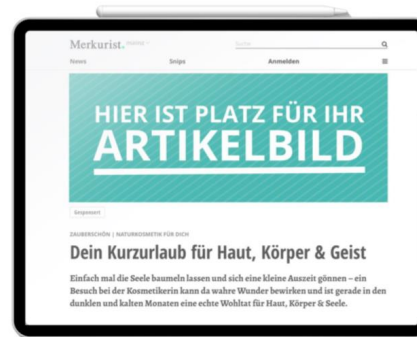 Merkurist.
Suche
News Snips Anmelden
HIER IST PLATZ FÜR IHR
ARTIKELBILD
Gesponsert
ZAUBERSCHÖN | NATURKOSMETIK FÜR DICH
Dein Kurzurlaub für Haut, Körper & Geist
Einfach mal die Seele baumeln lassen und sich eine kleine Auszeit gönnen – ein
Besuch bei der Kosmetikerin kann da wahre Wunder bewirken und ist gerade in den
dunklen und kalten Monaten eine echte Wohltat für Haut, Körper & Seele.